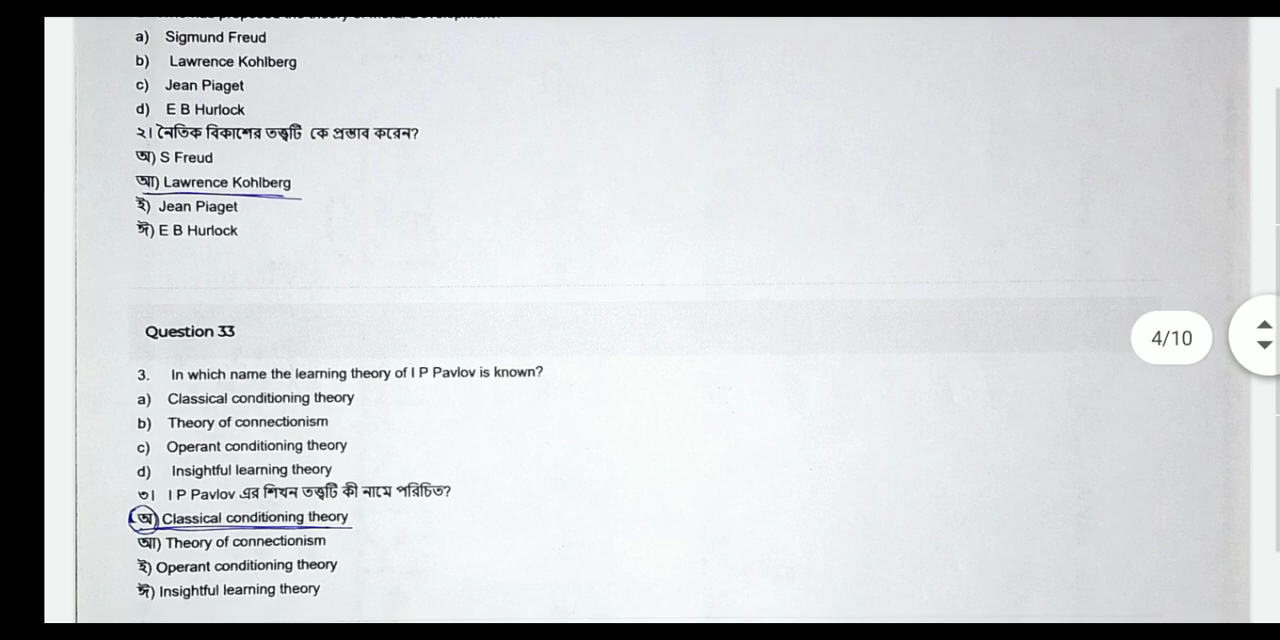 a) Sigmund Freud
b) Lawrence Kohlberg
c) Jean Piaget
d) E B Hurlock
২। নৈতিক বিকাশের তত্ত্বটি কে প্রস্তাব করেন?
অ) S Freud
আ) Lawrence Kohlberg
ই) Jean Piaget
ঈ) E B Hurlock
Question 33
4/10
3. In which name the learning theory of I P Pavlov is known?
a) Classical conditioning theory
b) Theory of connectionism
c) Operant conditioning theory
d) Insightful learning theory
৩। I P Pavlov এর শিখন তত্ত্বটি কী নামে পরিচিত?
অ) Classical conditioning theory
আ) Theory of connectionism
ই) Operant conditioning theory
ঈ) Insightful learning theory